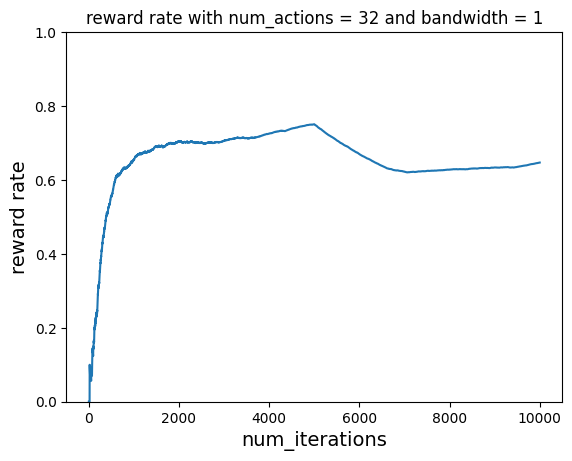 reward rate with num_actions = 32 and bandwidth = 1
1.0
0.8
0.6
0.4
0.2
0.0
reward rate
0 2000 4000 6000 8000 10000
num_iterations